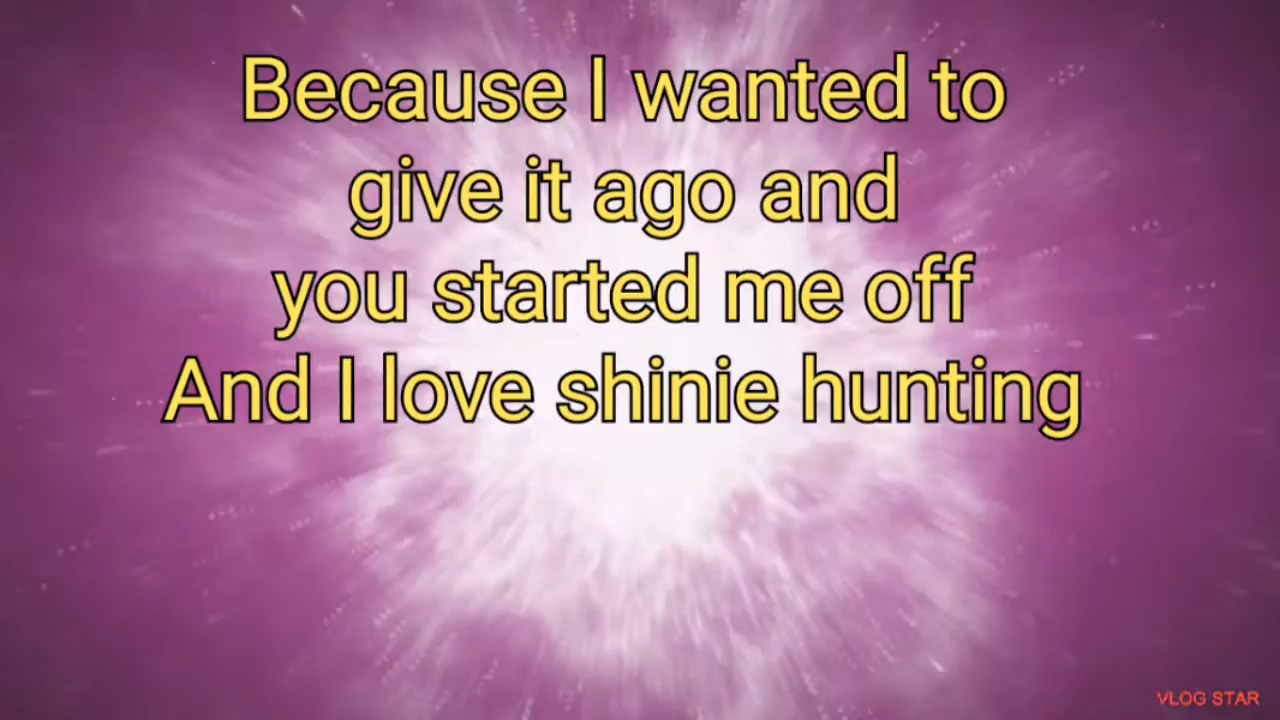 Because I wanted to
give it ago and
you started me off
And I love shinie hunting
VLOG STAR